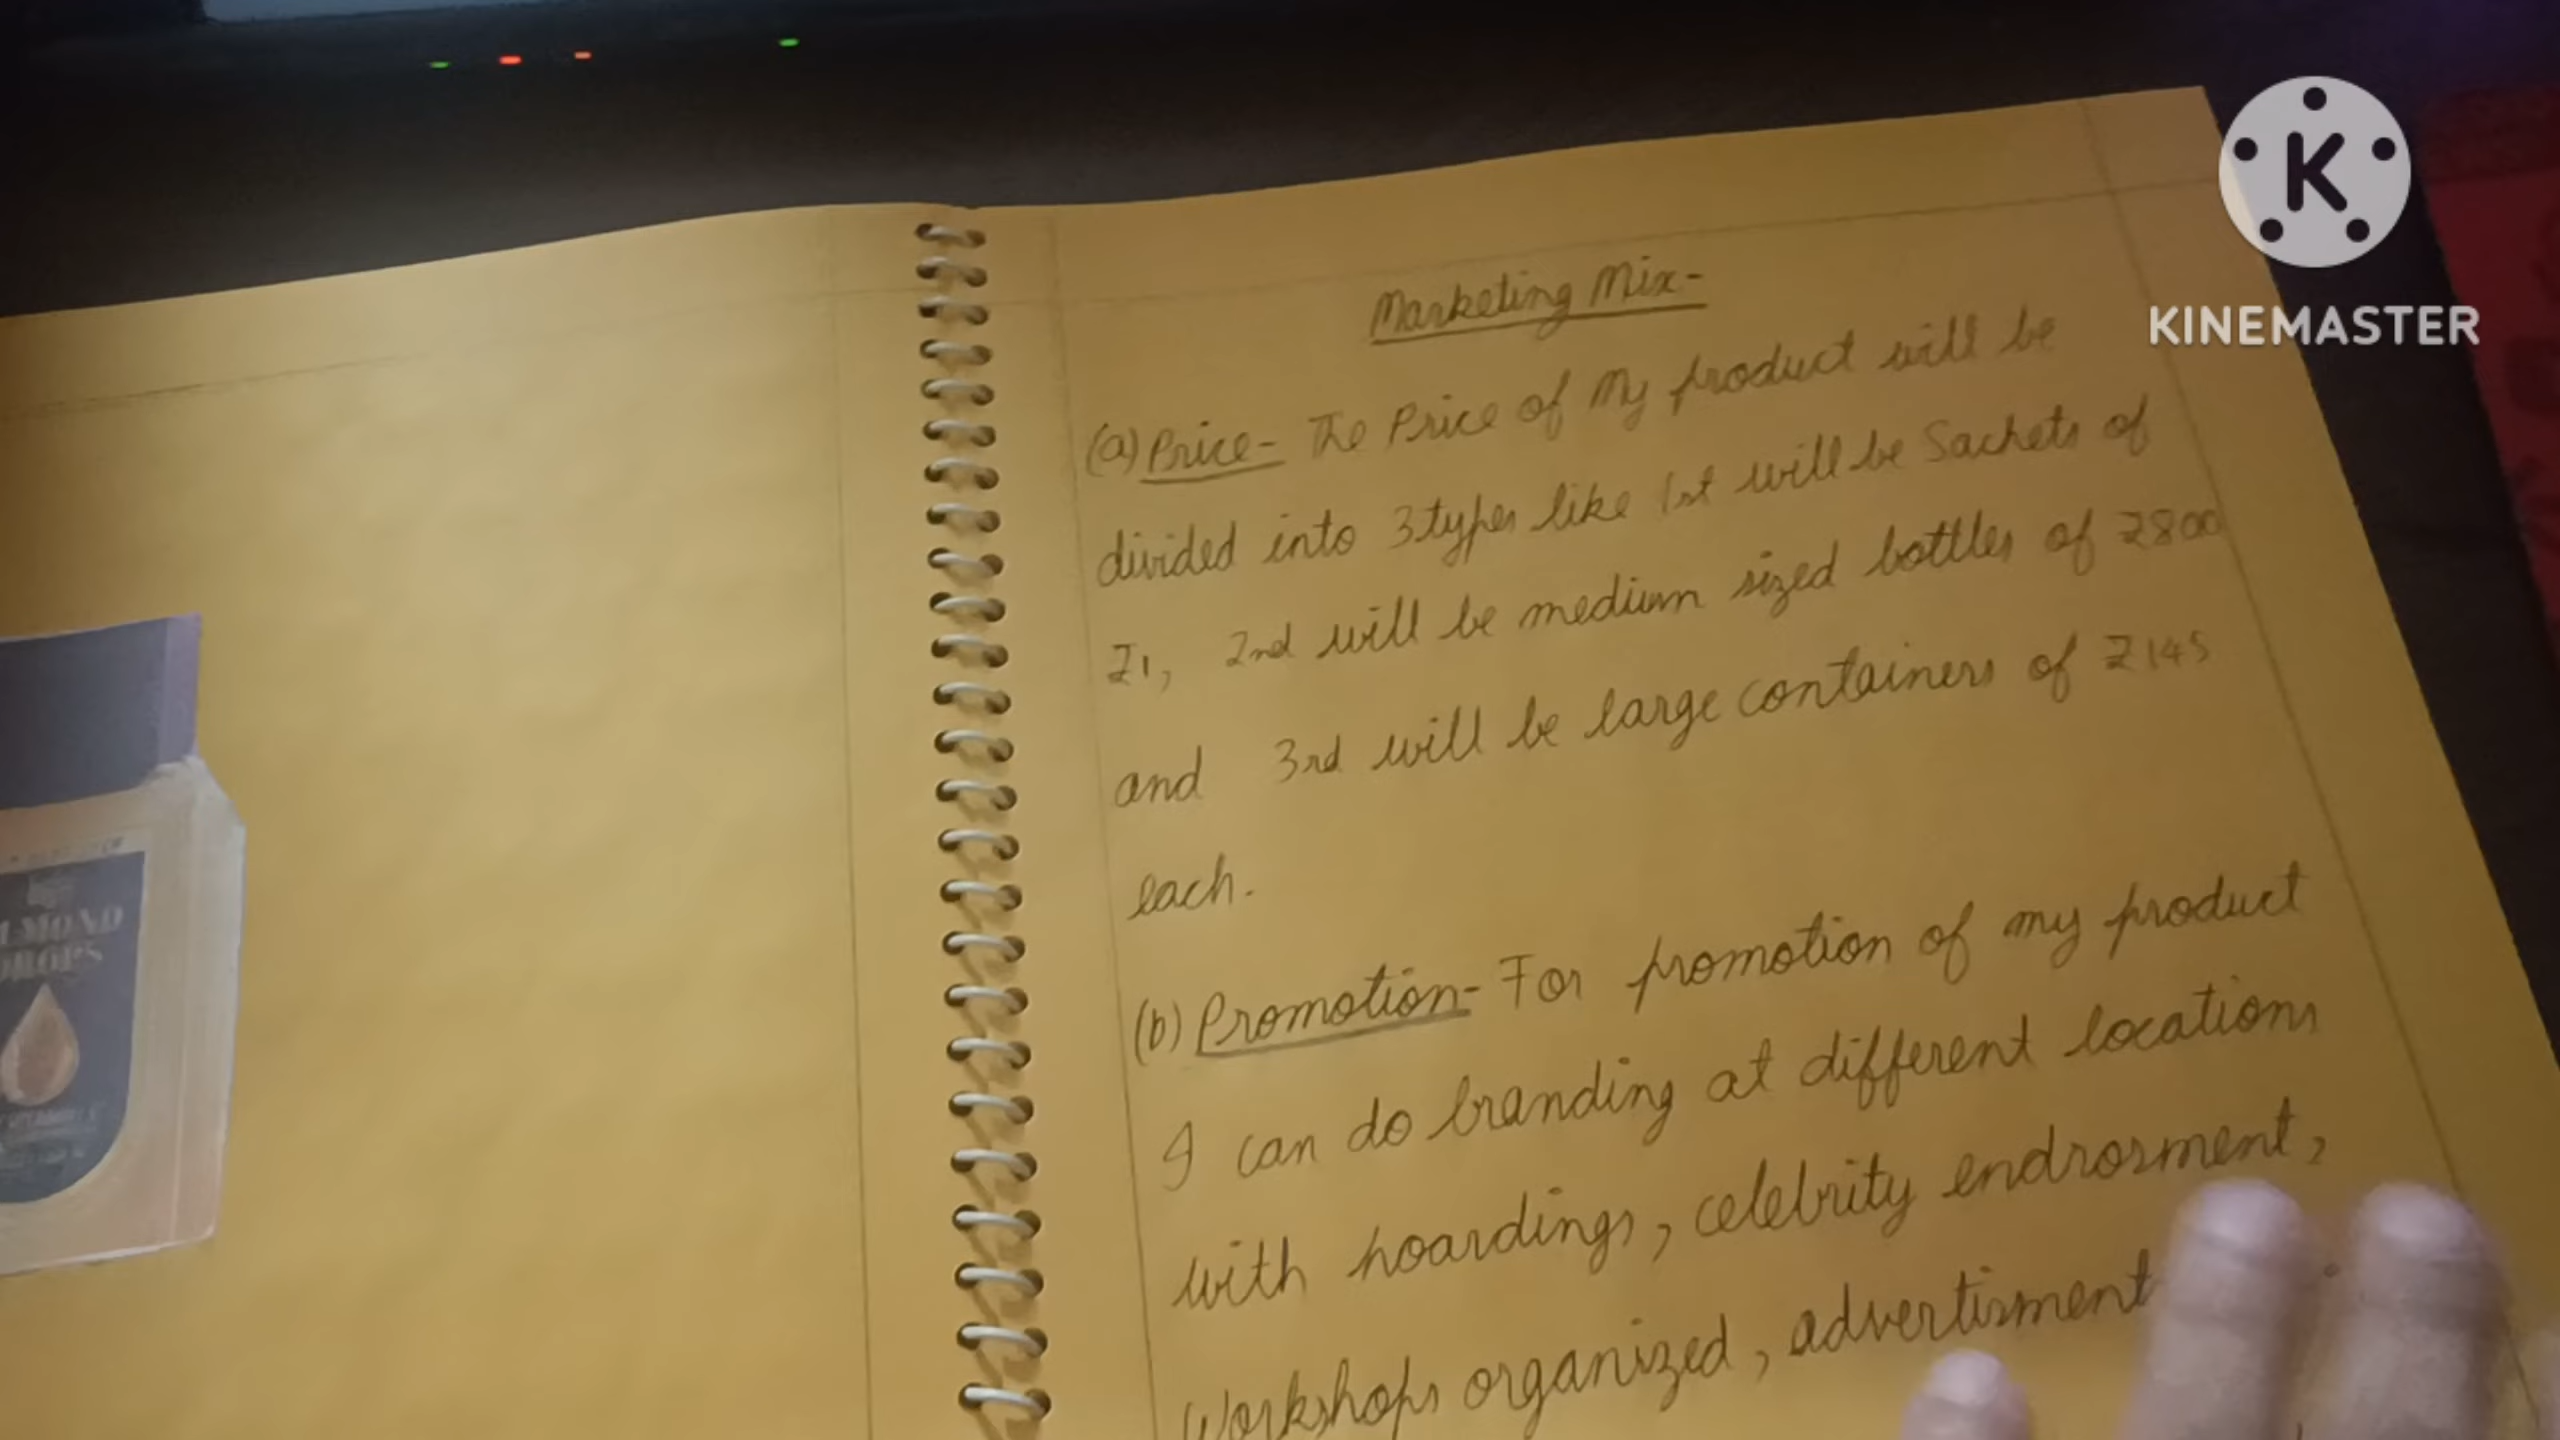 KINEMASTER
Marketing Mix-
(a) Price- The Price of My product will be
divided into 3 types like 1st will be Sachets of
₹1, 2nd will be medium sized bottles of ₹800
and 3rd will be large containers of ₹145
each.
(b) Promotion- For promotion of my product
I can do branding at different locations
with hoardings, celebrity endrosment,
Workshops organized, advertisment
LMOND
DROPS